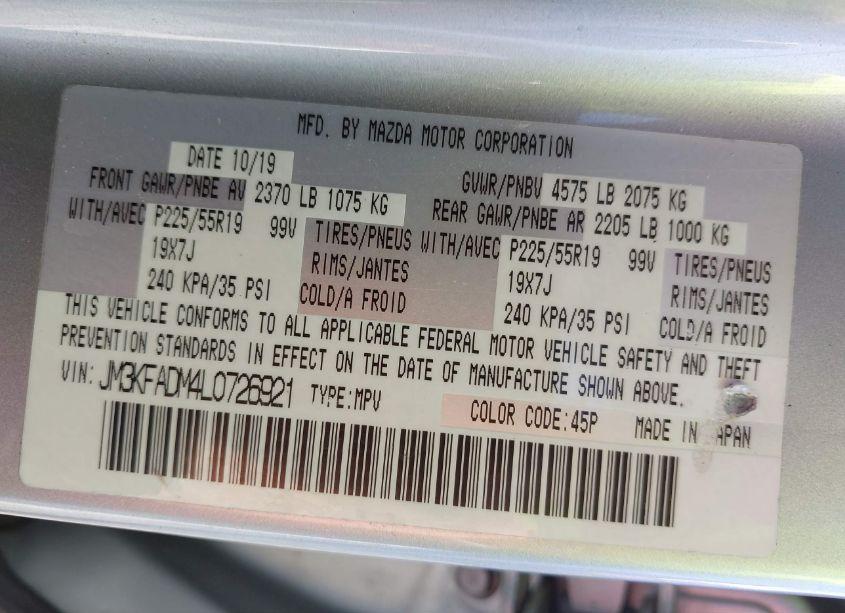 MFD. BY MAZDA MOTOR CORPORATION
DATE 10/19
GVWR/PNBV 4575 LB 2075 KG
FRONT GAWR/PNBE AV 2370 LB 1075 KG
REAR GAWR/PNBE AR 2205 LB 1000 KG
WITH/AVEC P225/55R19 99V TIRES/PNEUS WITH/AVEC P225/55R19 99V TIRES/PNEUS
19X7J RIMS/JANTES 19X7J RIMS/JANTES
240 KPA/35 PSI COLD/A FROID 240 KPA/35 PSI COLD/A FROID
THIS VEHICLE CONFORMS TO ALL APPLICABLE FEDERAL MOTOR VEHICLE SAFETY AND THEFT
PREVENTION STANDARDS IN EFFECT ON THE DATE OF MANUFACTURE SHOWN ABOVE.
VIN: JM3KFADM4L0726921 TYPE:MPV
COLOR CODE:45P MADE IN JAPAN